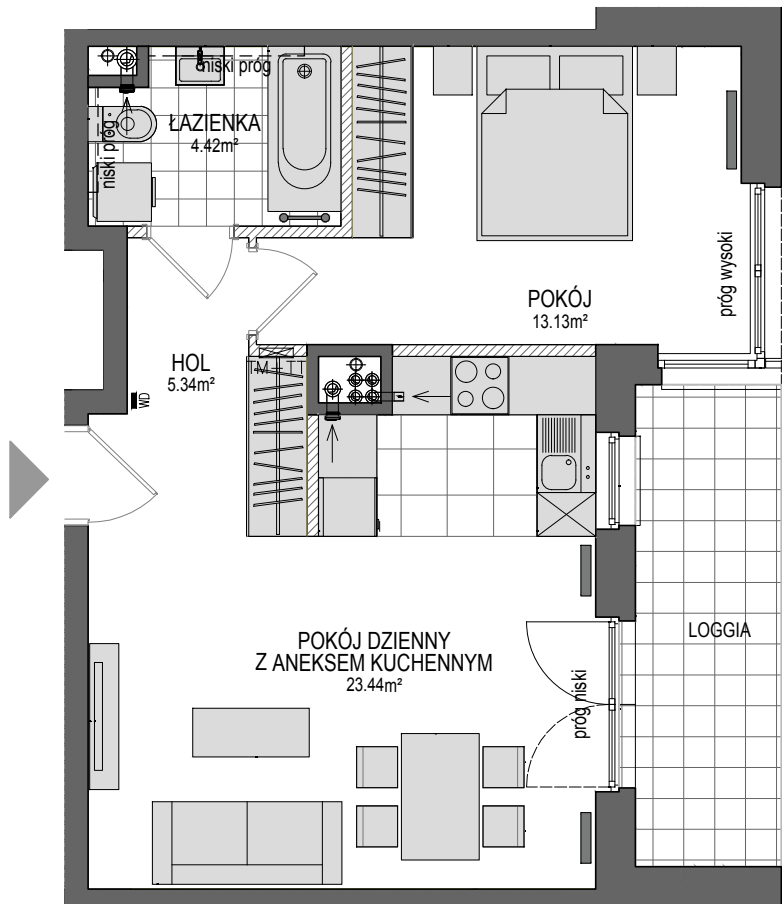 niski próg
ŁAZIENKA
4.42m²
niski próg
POKÓJ
13.13m²
próg wysoki
HOL
5.34m²
TM-TT
WD
POKÓJ DZIENNY
Z ANEKSEM KUCHENNYM
23.44m²
próg niski
LOGGIA